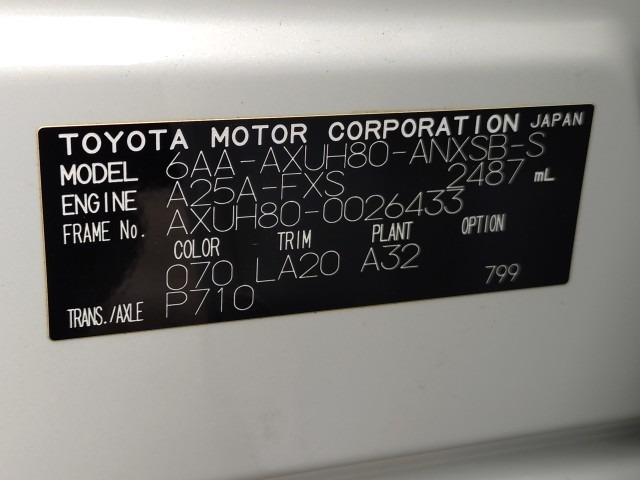 TOYOTA MOTOR CORPORATION JAPAN
MODEL 6AA-AXUH80-ANXSB-S
ENGINE A25A-FXS 2487 mL
FRAME No. AXUH80-0026433
COLOR TRIM PLANT OPTION
070 LA20 A32
TRANS./AXLE P710 799